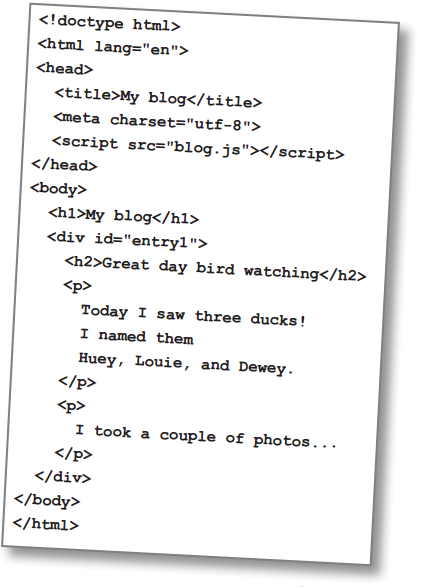 <!doctype html>
<html lang="en">
<head>
  <title>My blog</title>
  <meta charset="utf-8">
  <script src="blog.js"></script>
</head>
<body>
  <h1>My blog</h1>
  <div id="entry1">
    <h2>Great day bird watching</h2>
    <p>
      Today I saw three ducks!
      I named them
      Huey, Louie, and Dewey.
    </p>
    <p>
      I took a couple of photos...
    </p>
  </div>
</body>
</html>